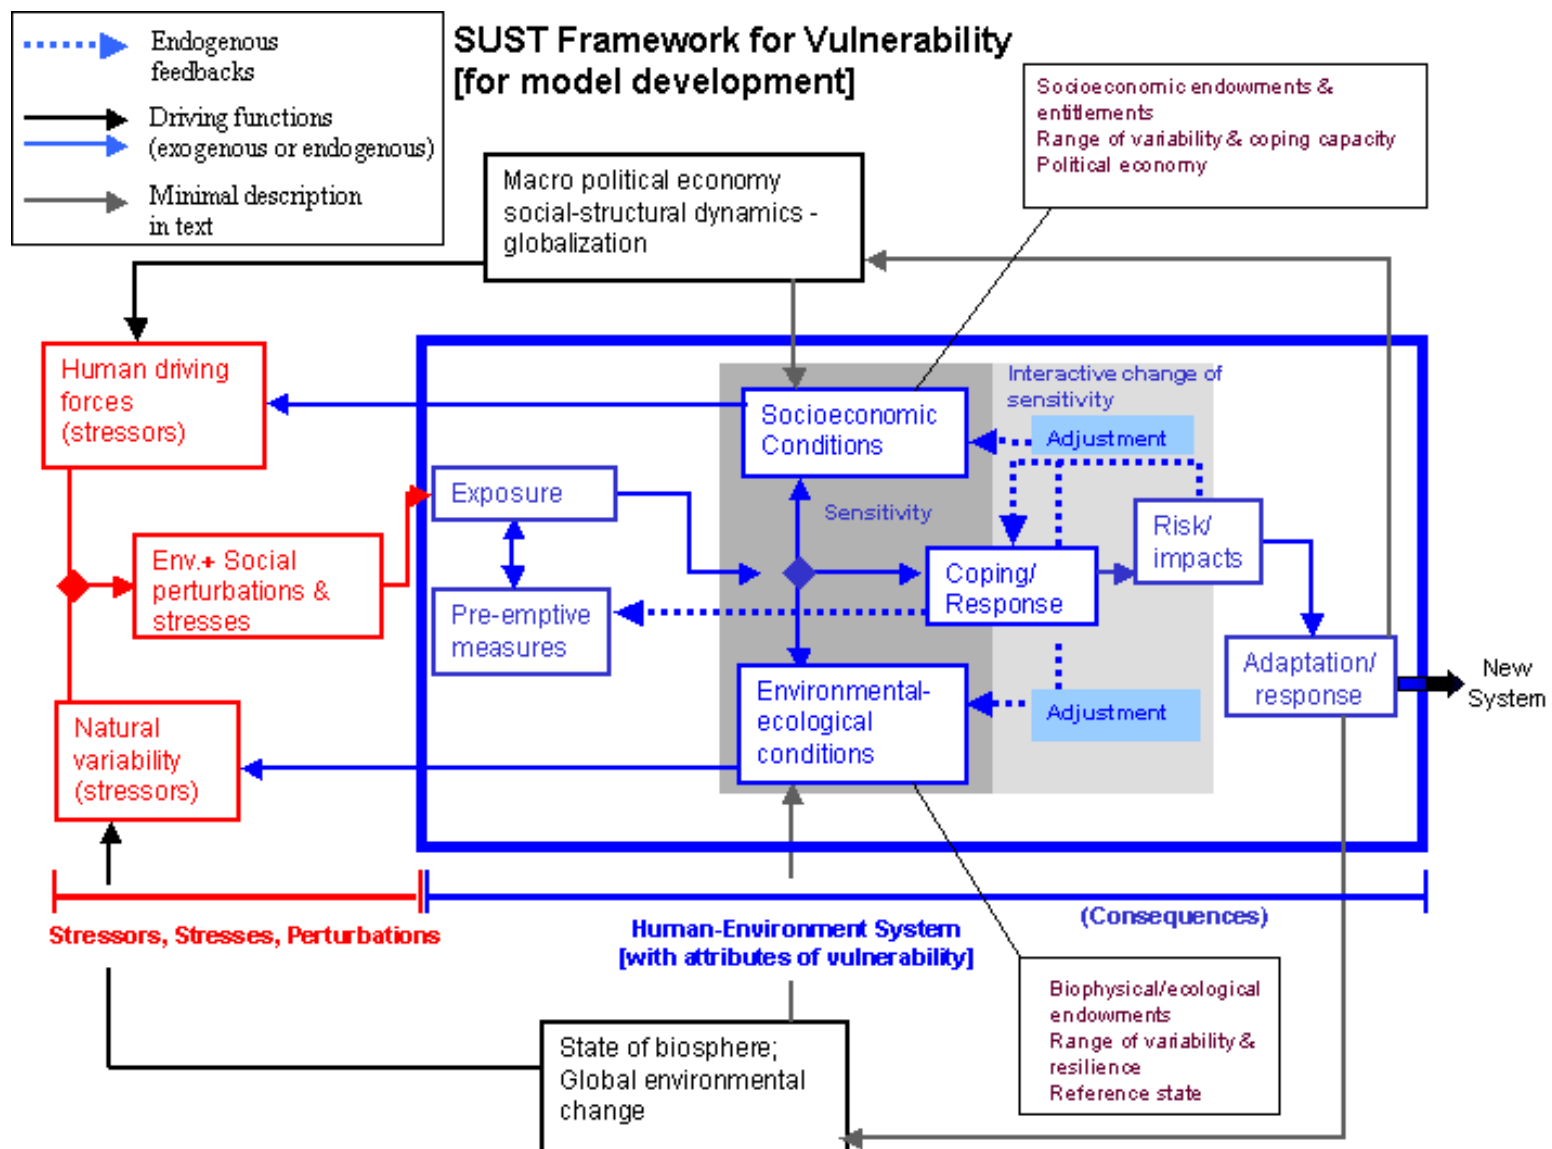 Endogenous
feedbacks
Driving functions
(exogenous or endogenous)
Minimal description
in text
SUST Framework for Vulnerability
[for model development]
Socioeconomic endowments &
entitlements
Range of variability & coping capacity
Political economy
Macro political economy
social-structural dynamics -
globalization
Human driving
forces
(stressors)
Socioeconomic
Conditions
Interactive change of
sensitivity
Adjustment
Exposure
Sensitivity
Risk/
impacts
Env.+ Social
perturbations &
stresses
Coping/
Response
Pre-emptive
measures
Adaptation/
response
New
System
Environmental-
ecological
conditions
Adjustment
Natural
variability
(stressors)
Stressors, Stresses, Perturbations
Human-Environment System
[with attributes of vulnerability]
(Consequences)
Biophysical/ecological
endowments
Range of variability &
resilience
Reference state
State of biosphere;
Global environmental
change